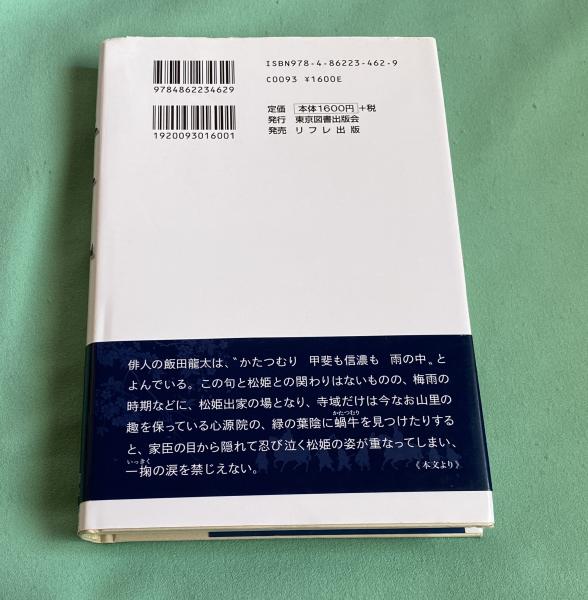 ISBN978-4-86223-462-9
C0093 ¥1600E
9784862234629
定価 本体1600円+税
発行 東京図書出版会
発売 リフレ出版
1920093016001
俳人の飯田龍太は、〝かたつむり 甲斐も信濃も 雨の中〟と
よんでいる。この句と松姫との関わりはないものの、梅雨の
時期などに、松姫出家の場となり、寺域だけは今なお山里の
かたつむり
趣を保っている心源院の、緑の葉陰に蝸牛を見つけたりする
と、家臣の目から隠れて忍び泣く松姫の姿が重なってしまい、
いっきく
一掬の涙を禁じえない。
《本文より》